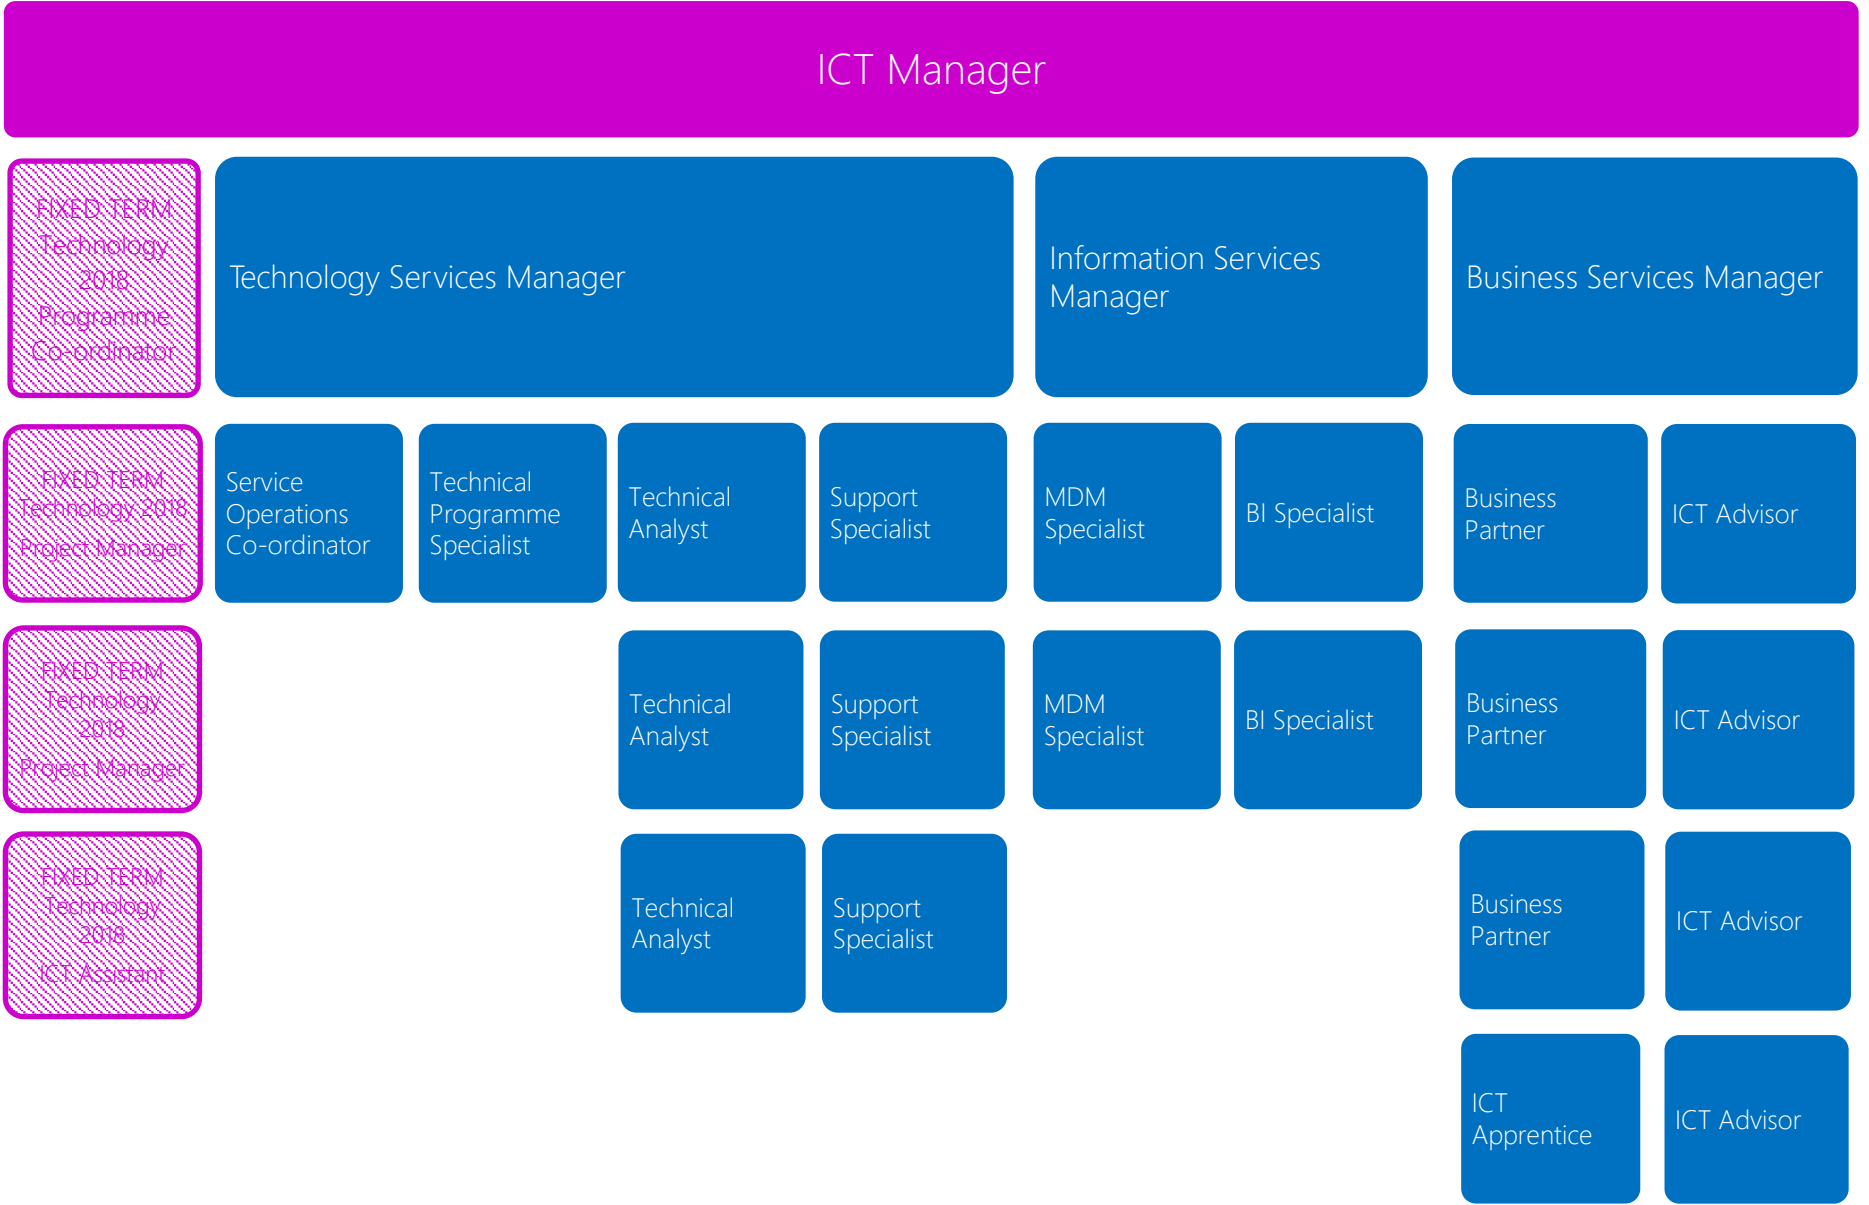 ICT Manager
FIXED TERM
Technology
2018
Programme
Co-ordinator
Technology Services Manager
Information Services
Manager
Business Services Manager
FIXED TERM
Technology 2018
Project Manager
Service
Operations
Co-ordinator
Technical
Programme
Specialist
Technical
Analyst
Support
Specialist
MDM
Specialist
BI Specialist
Business
Partner
ICT Advisor
FIXED TERM
Technology
2018
Project Manager
Technical
Analyst
Support
Specialist
MDM
Specialist
BI Specialist
Business
Partner
ICT Advisor
FIXED TERM
Technology
2018
ICT Assistant
Technical
Analyst
Support
Specialist
Business
Partner
ICT Advisor
ICT
Apprentice
ICT Advisor